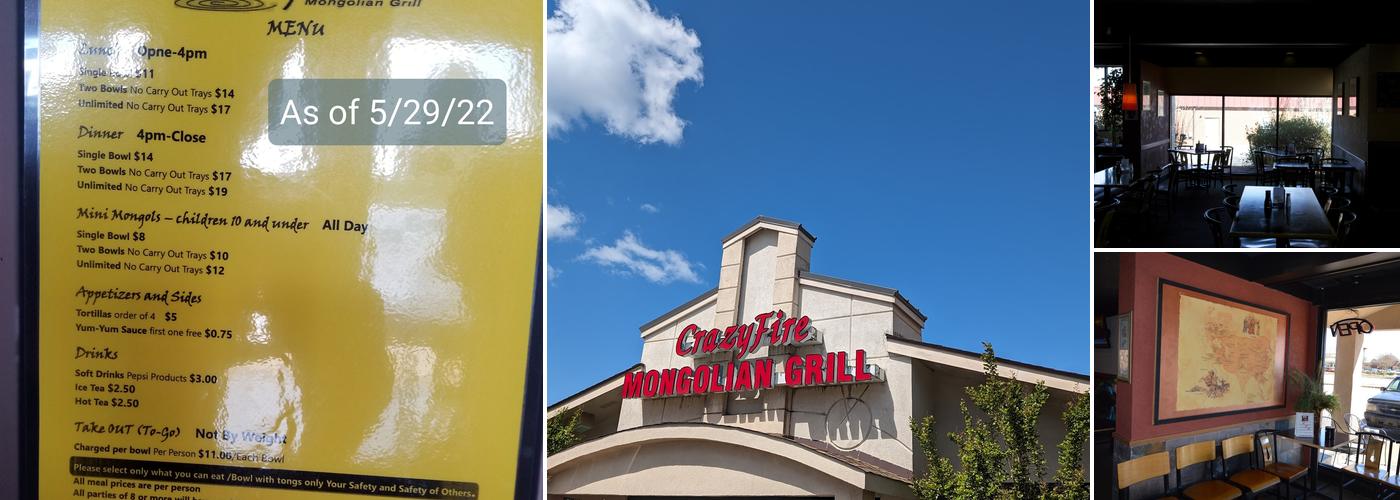 Mongolian Grill
MENU
Lunch Opne-4pm
Single Bowl $11
Two Bowls No Carry Out Trays $14
Unlimited No Carry Out Trays $17
As of 5/29/22
Dinner 4pm-Close
Single Bowl $14
Two Bowls No Carry Out Trays $17
Unlimited No Carry Out Trays $19
Mini Mongols – children 10 and under All Day
Single Bowl $8
Two Bowls No Carry Out Trays $10
Unlimited No Carry Out Trays $12
Appetizers and Sides
Tortillas order of 4 $5
Yum-Yum Sauce first one free $0.75
Drinks
Soft Drinks Pepsi Products $3.00
Ice Tea $2.50
Hot Tea $2.50
Take OUT (To-Go) Not By Weight
Charged per bowl Per Person $11.06/Each Bowl
Please select only what you can eat /Bowl with tongs only Your Safety and Safety of Others.
All meal prices are per person
All parties of 8 or more will be
CrazyFire
MONGOLIAN GRILL
OPEN